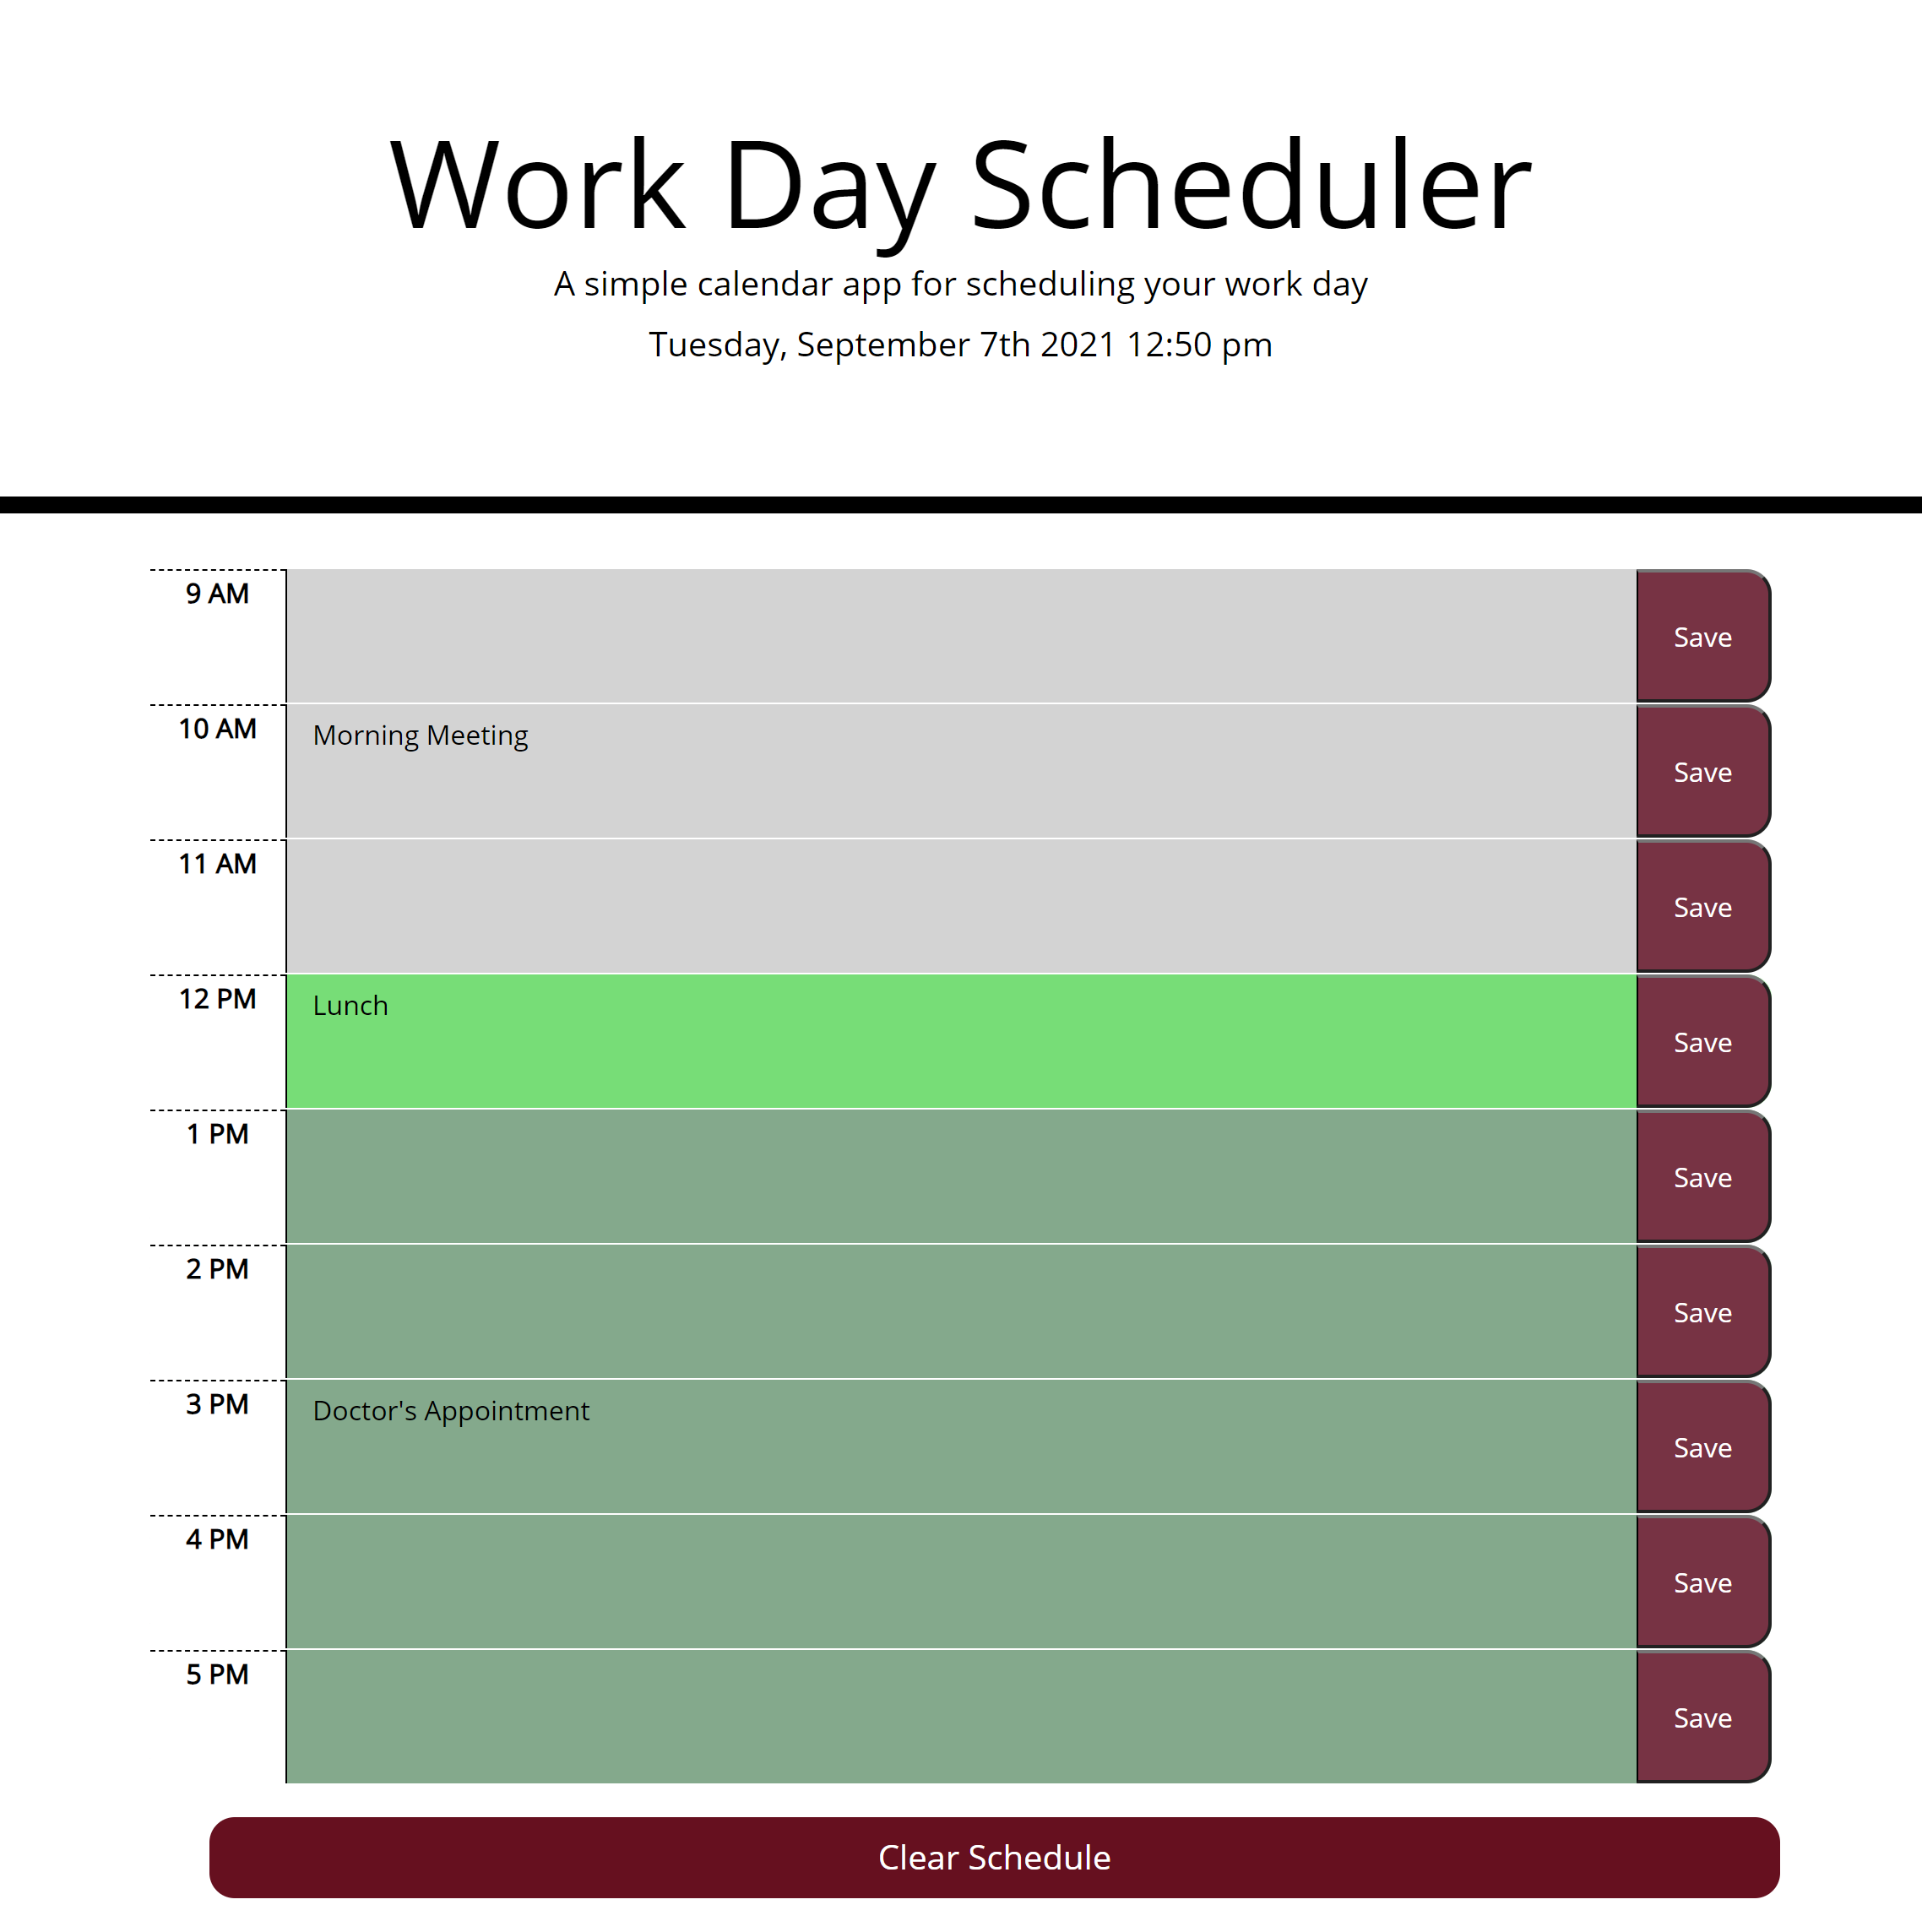 Work Day Scheduler
A simple calendar app for scheduling your work day
Tuesday, September 7th 2021 12:50 pm
9 AM
Save
10 AM
Morning Meeting
Save
11 AM
Save
12 PM
Lunch
Save
1 PM
Save
2 PM
Save
3 PM
Doctor's Appointment
Save
4 PM
Save
5 PM
Save
Clear Schedule